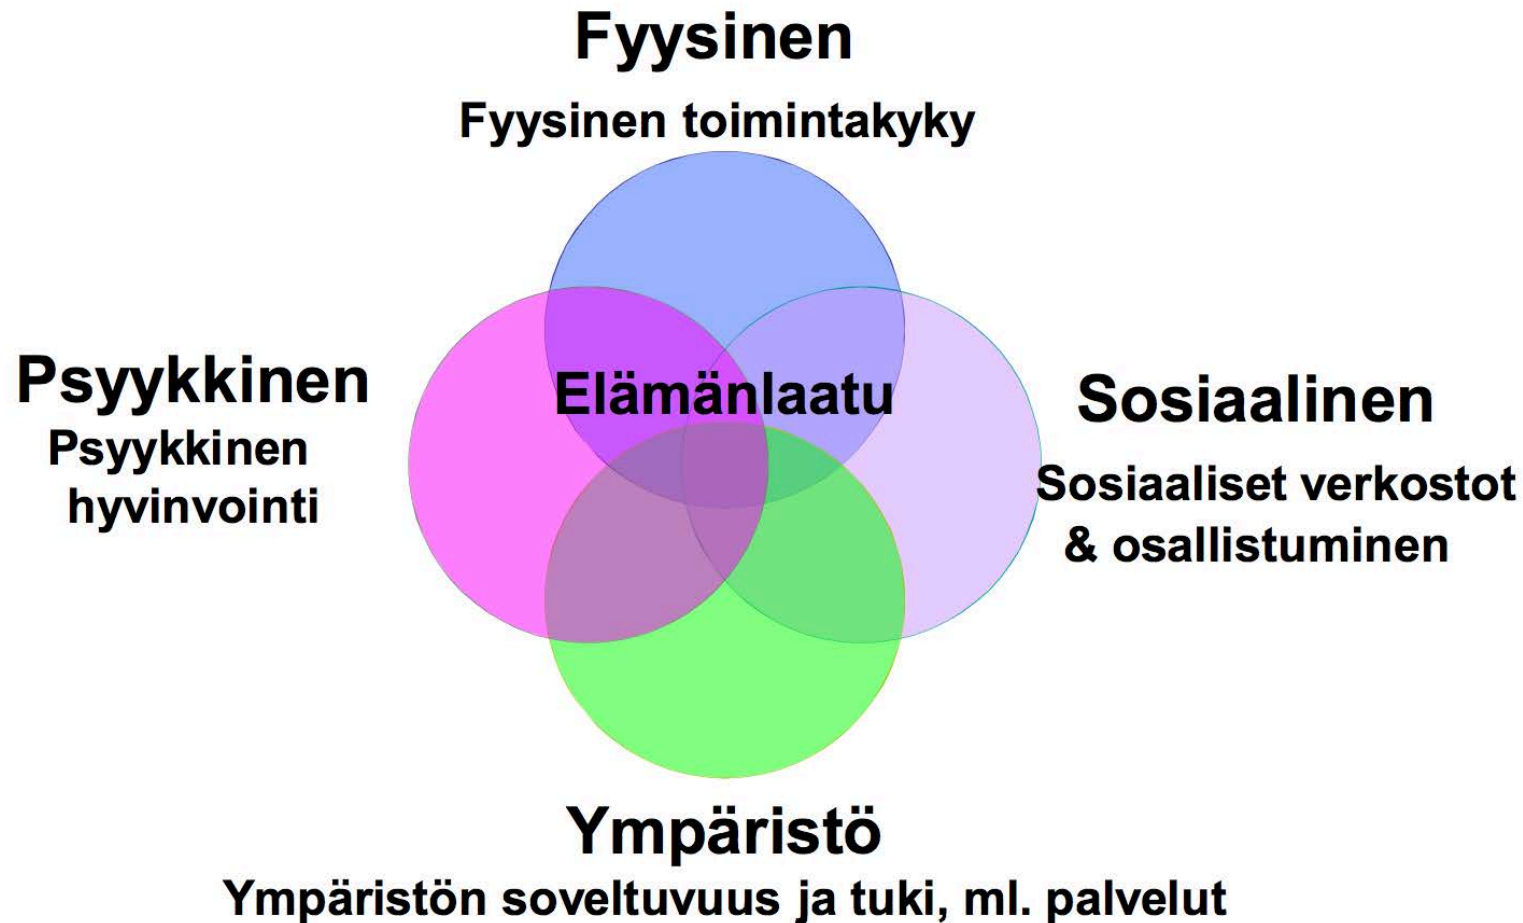 Fyysinen
Fyysinen toimintakyky
Psyykkinen
Psyykkinen
hyvinvointi
Elämänlaatu
Sosiaalinen
Sosiaaliset verkostot
& osallistuminen
Ympäristö
Ympäristön soveltuvuus ja tuki, ml. palvelut